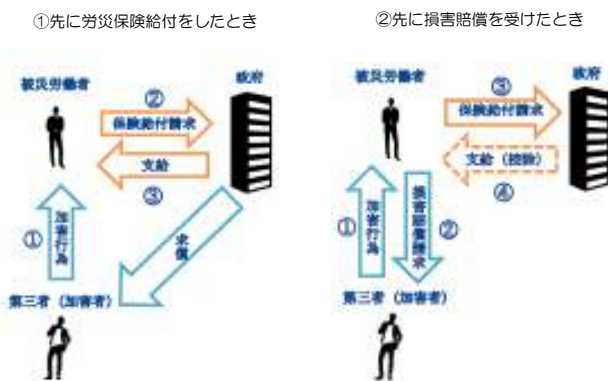 ①先に労災保険給付をしたとき
被災労働者
政府
②
保険給付請求
支給
③
①
加害行為
求償
第三者（加害者）
②先に損害賠償を受けたとき
被災労働者
政府
③
保険給付請求
支給（控除）
④
①
加害行為
損害賠償請求
②
第三者（加害者）